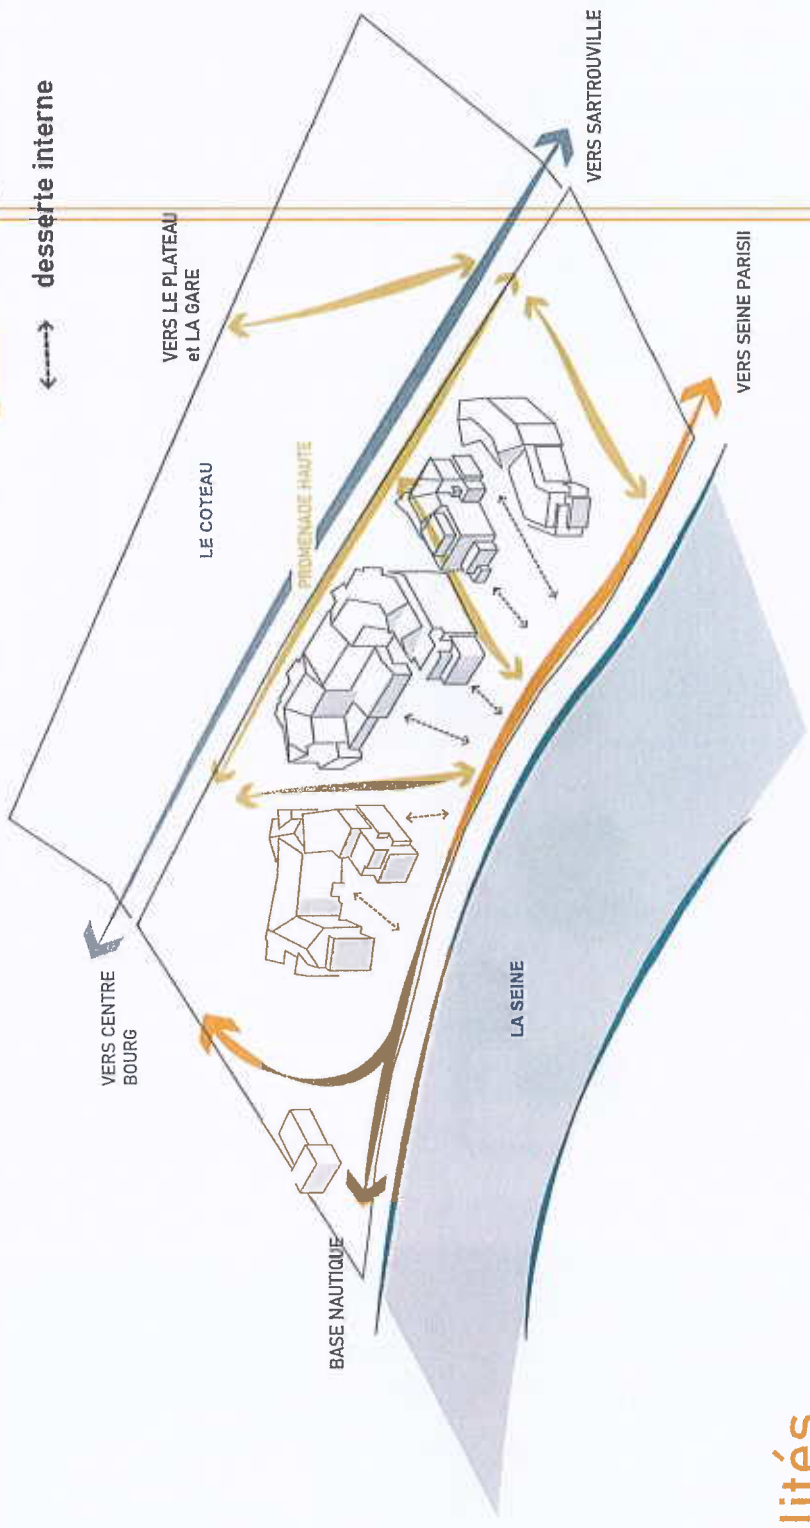 desserte interne
VERS LE PLATEAU
et LA GARE
LE COTEAU
PROMENADE HAUTE
VERS SARTROUVILLE
VERS CENTRE
BOURG
BASE NAUTIQUE
LA SEINE
VERS SEINE PARISII
lités